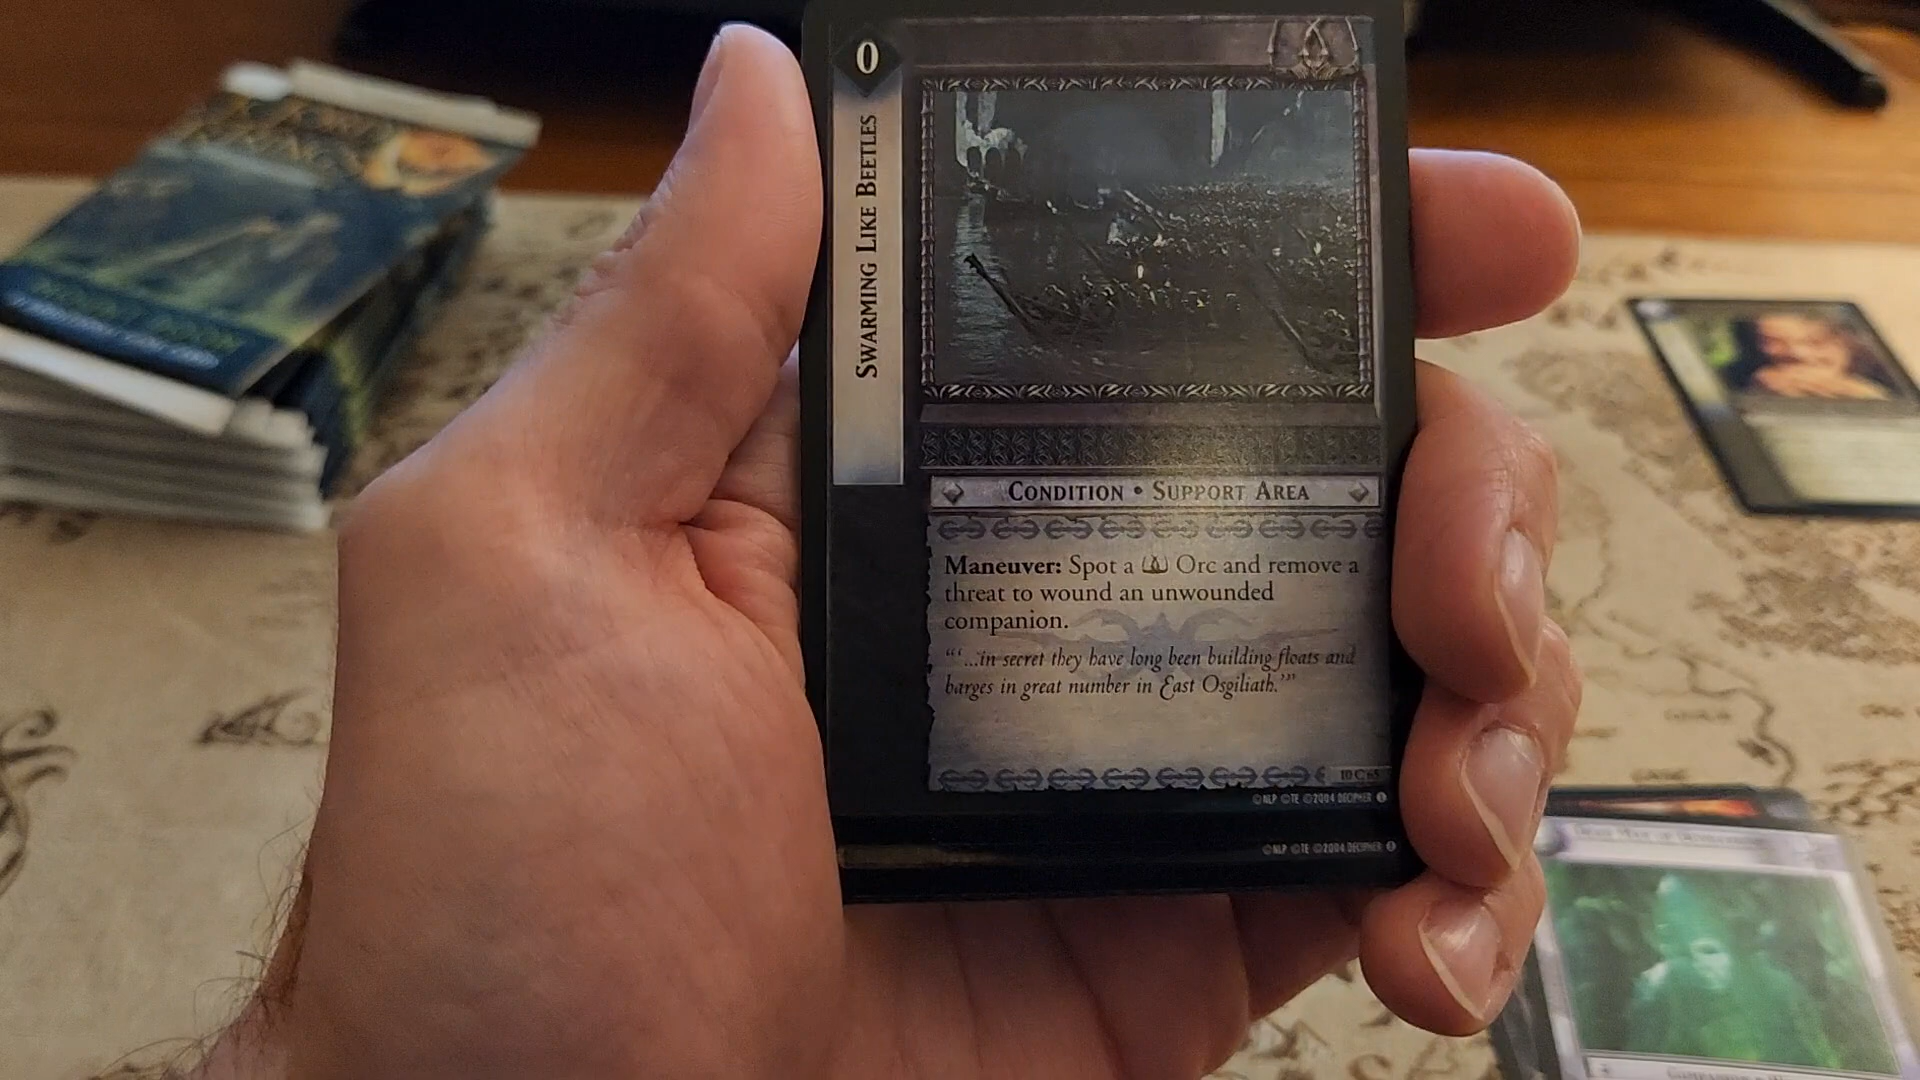 0
SWARMING LIKE BEETLES
CONDITION • SUPPORT AREA
Maneuver: Spot a Orc and remove a
threat to wound an unwounded
companion.
"'...in secret they have long been building floats and
barges in great number in East Osgiliath.'"
10 C 65
©NLP ©TE ©2004 DECIPHER
©NLP ©TE ©2004 DECIPHER